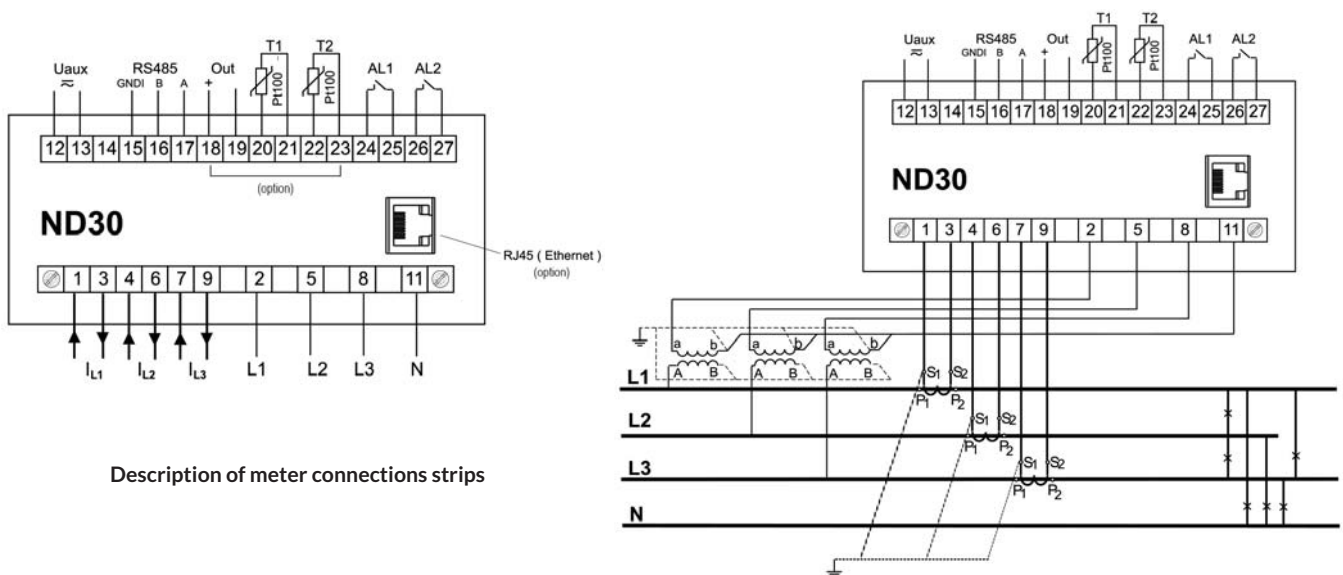 T1 T2
Uaux RS485 Out AL1 AL2
≂ GNDI B A +
Pt100 Pt100
12 13 14 15 16 17 18 19 20 21 22 23 24 25 26 27
(option)
ND30
RJ45 ( Ethernet )
(option)
1 3 4 6 7 9 2 5 8 11
IL1 IL2 IL3 L1 L2 L3 N
Description of meter connections strips
T1 T2
Uaux RS485 Out AL1 AL2
≂ GNDI B A +
Pt100 Pt100
12 13 14 15 16 17 18 19 20 21 22 23 24 25 26 27
ND30
1 3 4 6 7 9 2 5 8 11
a b a b a b
A B A B A B
S1 S2
L1
P1 P2
S1 S2
L2
P1 P2
S1 S2
L3
P1 P2
N